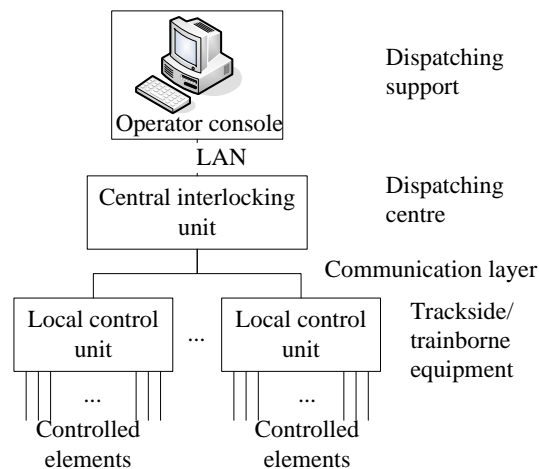 Operator console
Dispatching
support
LAN
Central interlocking
unit
Dispatching
centre
Communication layer
Local control
unit
...
Local control
unit
Trackside/
trainborne
equipment
...
...
Controlled
elements
Controlled
elements